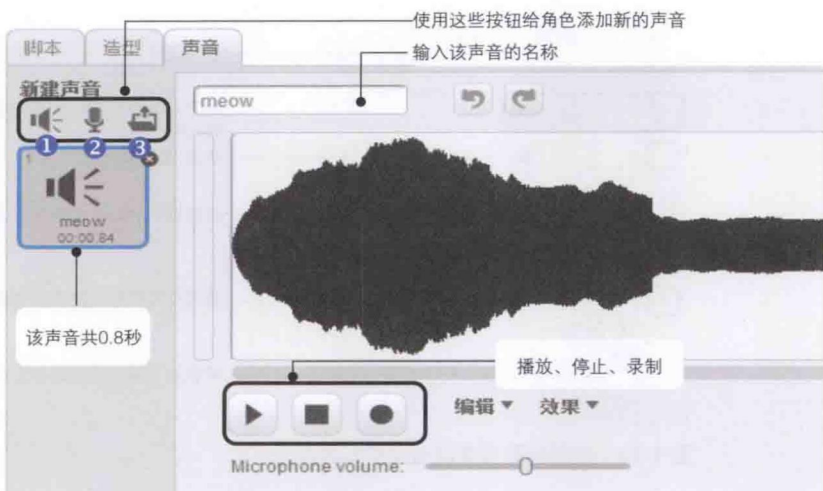 使用这些按钮给角色添加新的声音
脚本 造型 声音
输入该声音的名称
新建声音
meow
1 2 3
1
meow
00:00.84
该声音共0.8秒
播放、停止、录制
编辑 效果
Microphone volume: